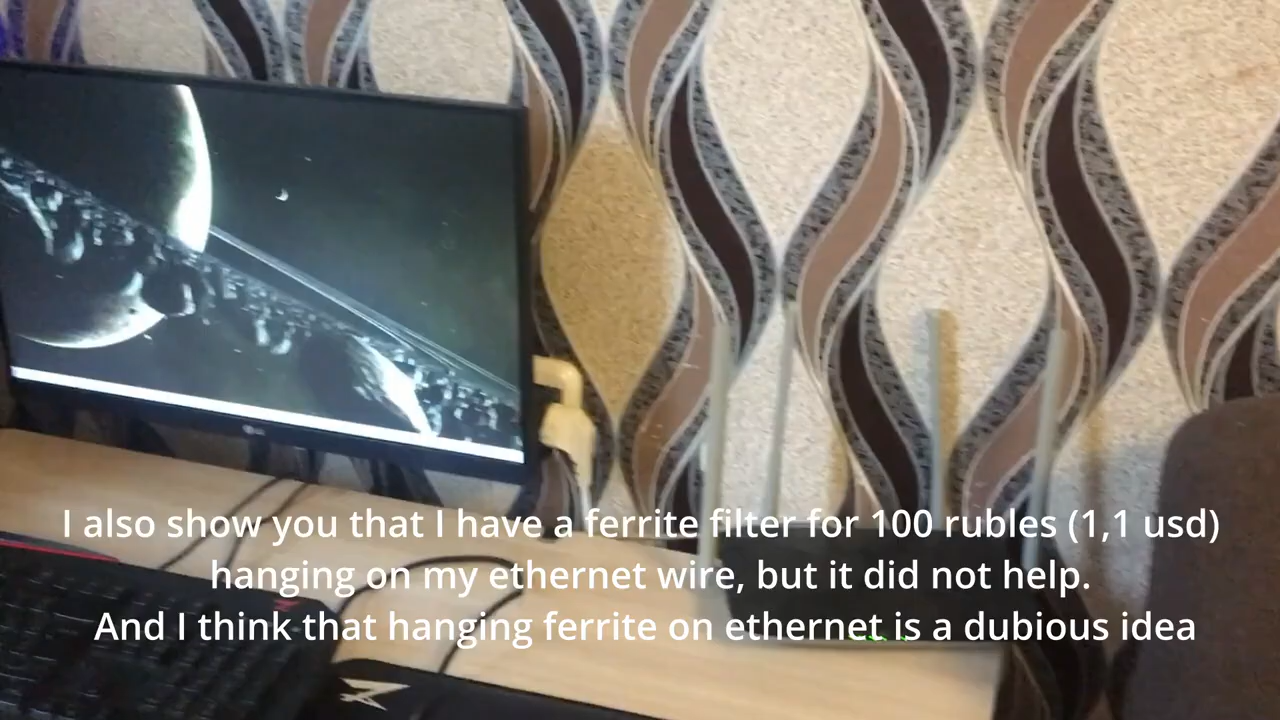 I also show you that I have a ferrite filter for 100 rubles (1,1 usd)
hanging on my ethernet wire, but it did not help.
And I think that hanging ferrite on ethernet is a dubious idea